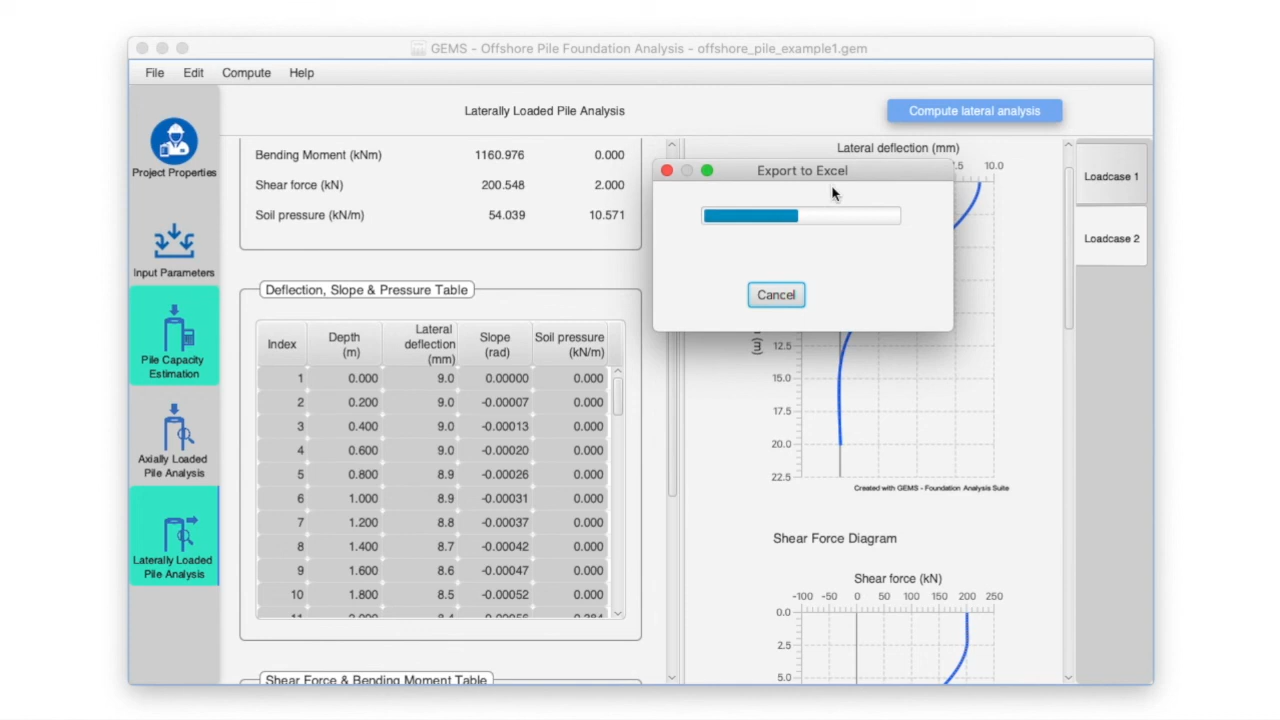 GEMS - Offshore Pile Foundation Analysis - offshore_pile_example1.gem
File Edit Compute Help
Laterally Loaded Pile Analysis
Compute lateral analysis
Project Properties
Input Parameters
Pile Capacity
Estimation
Axially Loaded
Pile Analysis
Laterally Loaded
Pile Analysis
Bending Moment (kNm) 1160.976 0.000
Shear force (kN) 200.548 2.000
Soil pressure (kN/m) 54.039 10.571
Deflection, Slope & Pressure Table
Index Depth (m) Lateral deflection (mm) Slope (rad) Soil pressure (kN/m)
1 0.000 9.0 0.00000 0.000
2 0.200 9.0 -0.00007 0.000
3 0.400 9.0 -0.00013 0.000
4 0.600 9.0 -0.00020 0.000
5 0.800 8.9 -0.00026 0.000
6 1.000 8.9 -0.00031 0.000
7 1.200 8.8 -0.00037 0.000
8 1.400 8.7 -0.00042 0.000
9 1.600 8.6 -0.00047 0.000
10 1.800 8.5 -0.00052 0.000
Shear Force & Bending Moment Table
Export to Excel
Cancel
Lateral deflection (mm)
10.0
(m)
12.5
15.0
17.5
20.0
22.5
Created with GEMS - Foundation Analysis Suite
Shear Force Diagram
Shear force (kN)
-100 -50 0 50 100 150 200 250
0.0
2.5
5.0
Loadcase 1
Loadcase 2